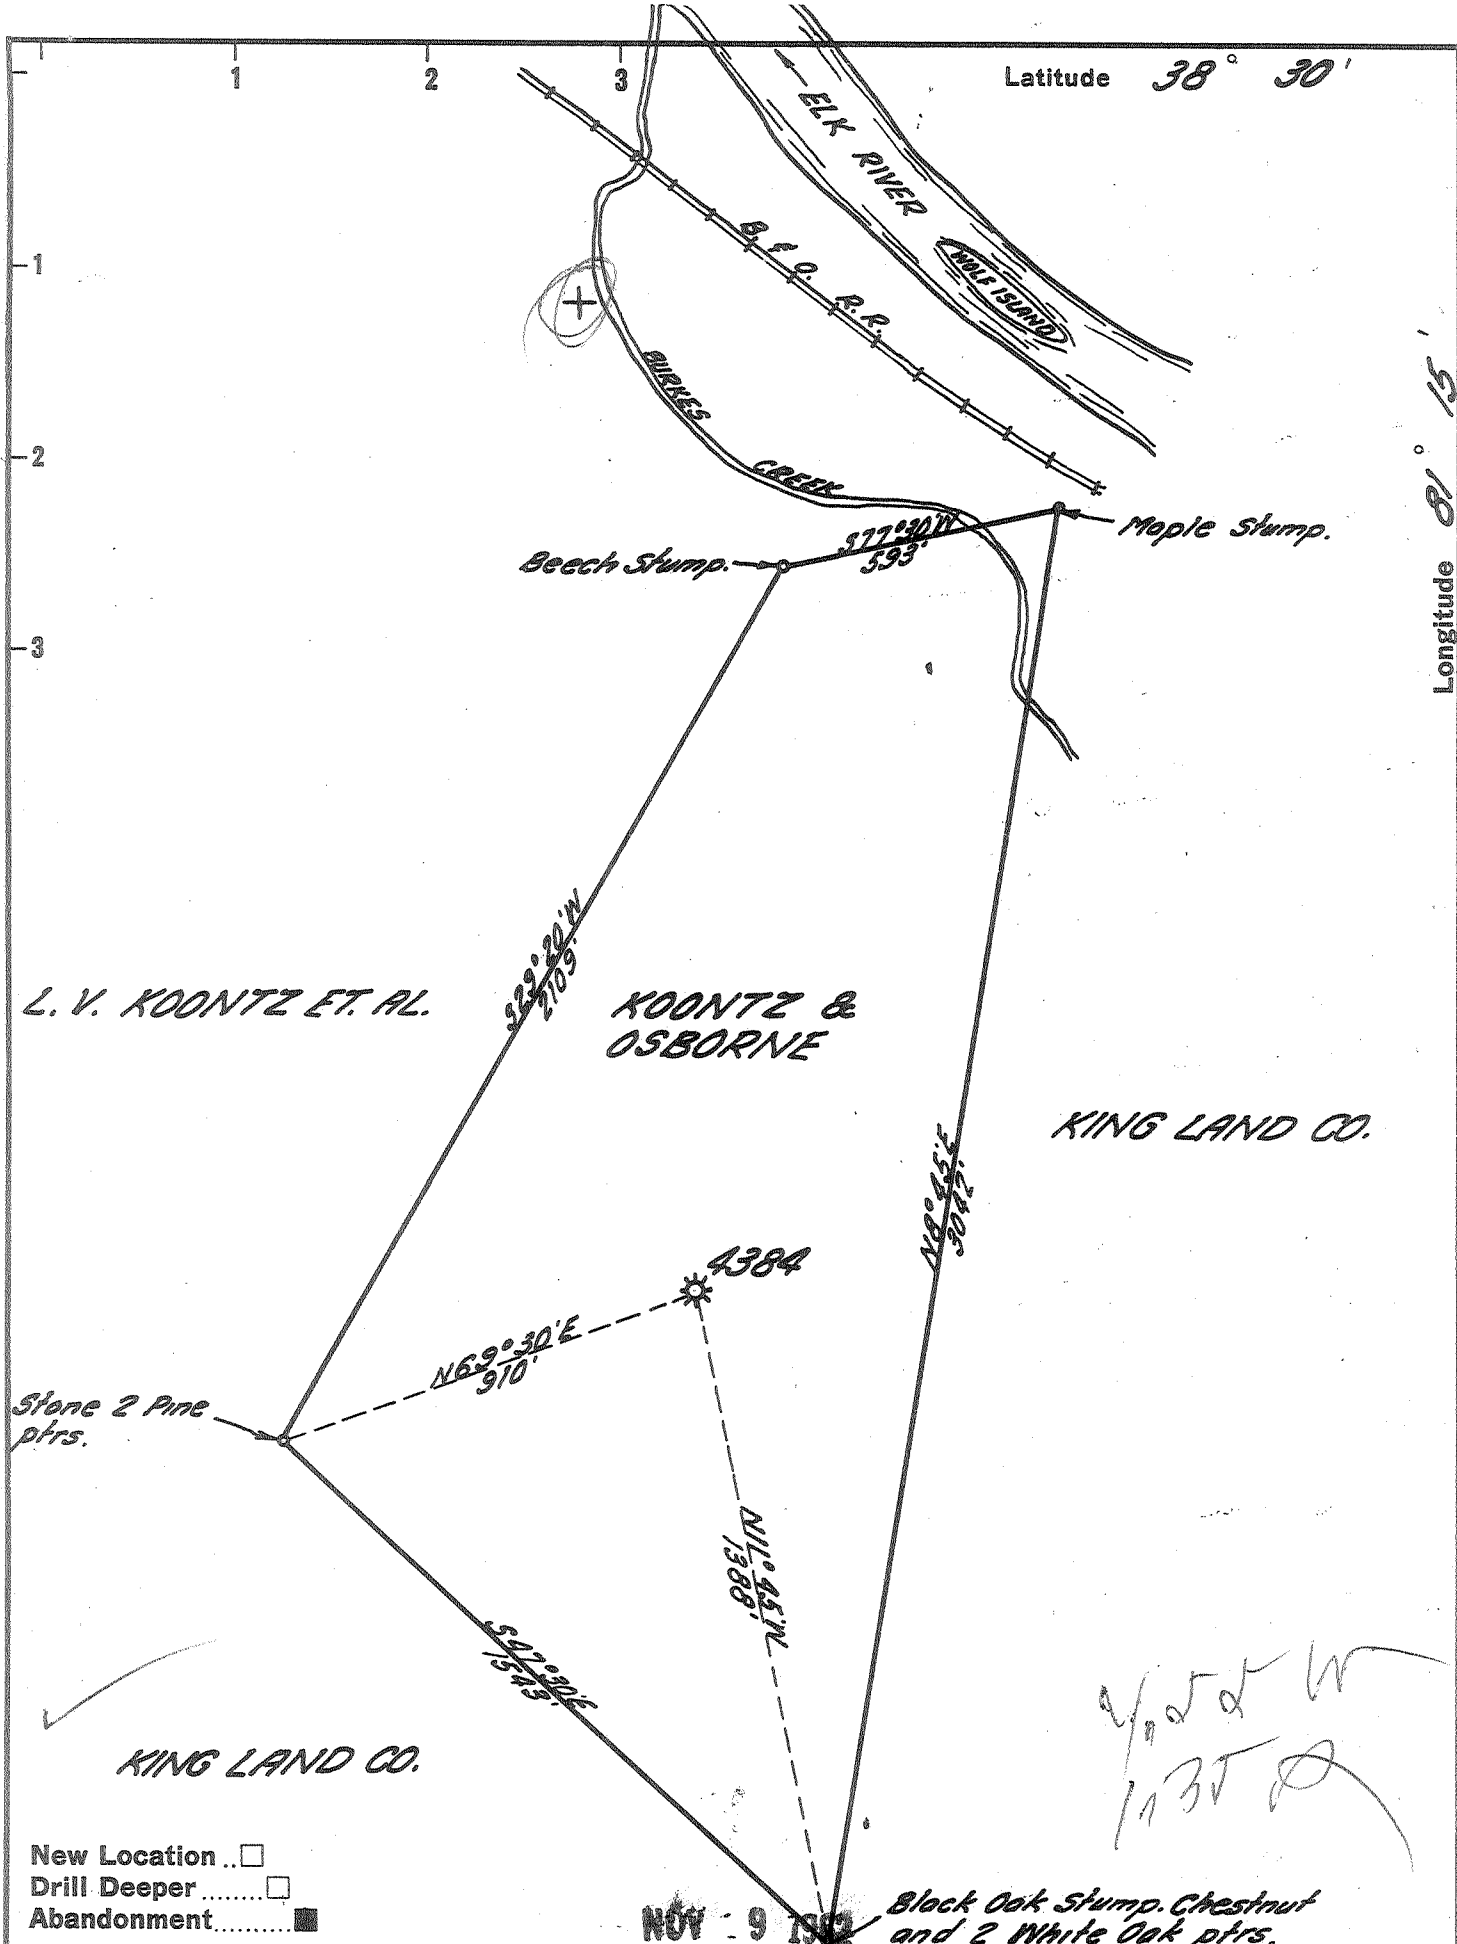 1 2 3 Latitude 38° 30'
ELK RIVER
WOLF ISLAND
B. & O. R.R.
1
BURKES
CREEK
2
Longitude 81° 15'
Maple Stump.
S77°30'W
593'
Beech Stump.
3
S29°20'W
2109'
L. V. KOONTZ ET. AL.
KOONTZ &
OSBORNE
KING LAND CO.
N8°45'E
3042'
4384
N69°30'E
910'
Stone 2 Pine
ptrs.
N11°45'W
1388'
S47°30'E
1543'
KING LAND CO.
New Location ..
Drill Deeper ........
Abandonment.........
NOV - 9
Black Oak Stump. Chestnut
and 2 White Oak ptrs.